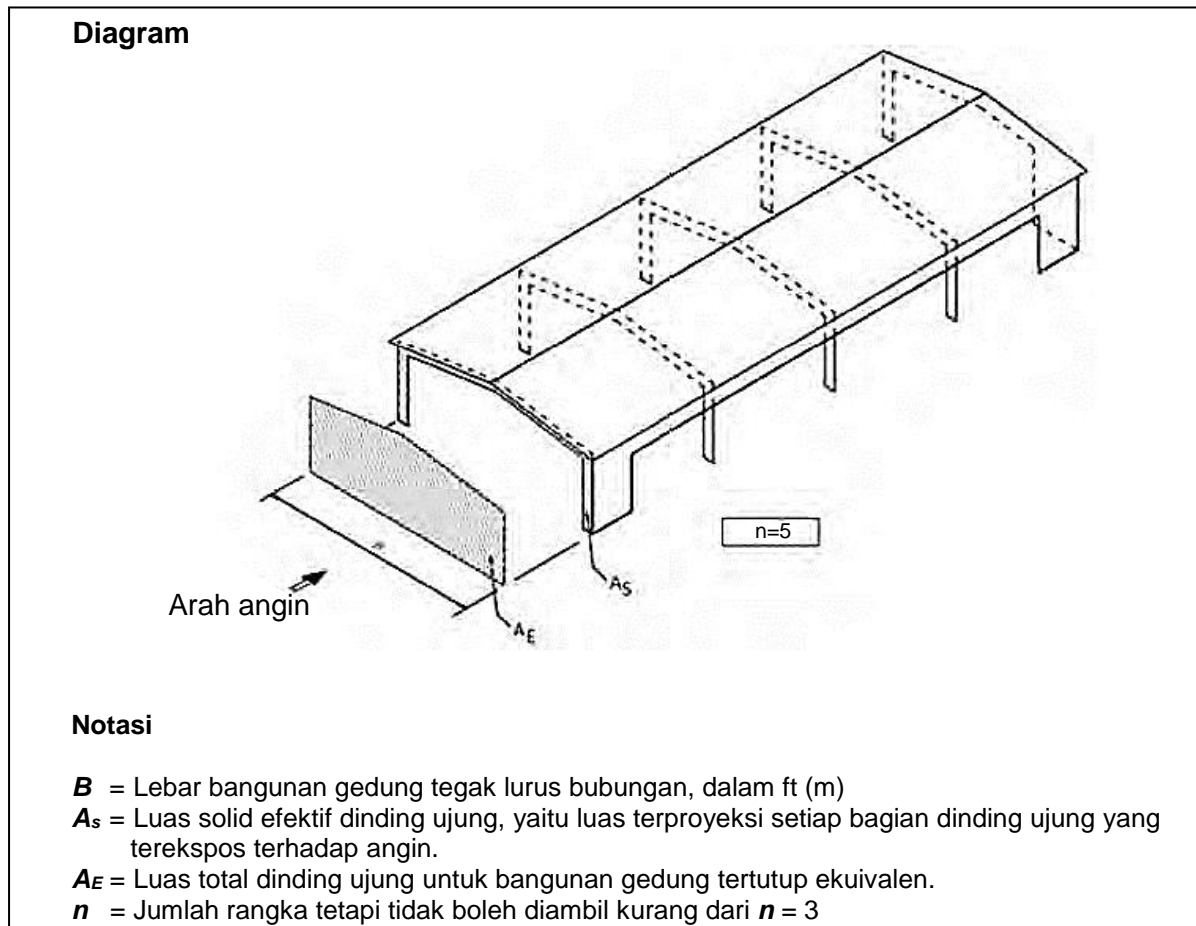 Diagram
n=5
Arah angin
AS
AE
Notasi
B = Lebar bangunan gedung tegak lurus bubungan, dalam ft (m)
As = Luas solid efektif dinding ujung, yaitu luas terproyeksi setiap bagian dinding ujung yang
terekspos terhadap angin.
AE = Luas total dinding ujung untuk bangunan gedung tertutup ekuivalen.
n = Jumlah rangka tetapi tidak boleh diambil kurang dari n = 3